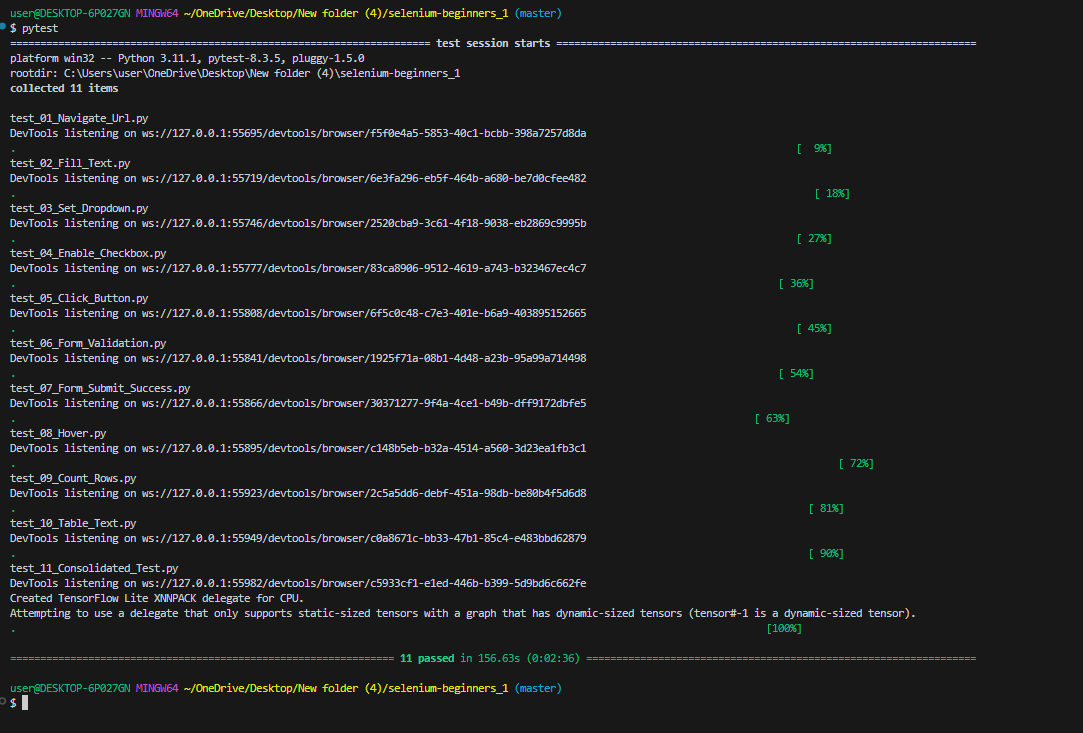 user@DESKTOP-6P027GN MINGW64 ~/OneDrive/Desktop/New folder (4)/selenium-beginners_1 (master)
$ pytest
====================================================================== test session starts ======================================================================
platform win32 -- Python 3.11.1, pytest-8.3.5, pluggy-1.5.0
rootdir: C:\Users\user\OneDrive\Desktop\New folder (4)\selenium-beginners_1
collected 11 items
test_01_Navigate_Url.py
DevTools listening on ws://127.0.0.1:55695/devtools/browser/f5f0e4a5-5853-40c1-bcbb-398a7257d8da
. [  9%]
test_02_Fill_Text.py
DevTools listening on ws://127.0.0.1:55719/devtools/browser/6e3fa296-eb5f-464b-a680-be7d0cfee482
. [ 18%]
test_03_Set_Dropdown.py
DevTools listening on ws://127.0.0.1:55746/devtools/browser/2520cba9-3c61-4f18-9038-eb2869c9995b
. [ 27%]
test_04_Enable_Checkbox.py
DevTools listening on ws://127.0.0.1:55777/devtools/browser/83ca8906-9512-4619-a743-b323467ec4c7
. [ 36%]
test_05_Click_Button.py
DevTools listening on ws://127.0.0.1:55808/devtools/browser/6f5c0c48-c7e3-401e-b6a9-403895152665
. [ 45%]
test_06_Form_Validation.py
DevTools listening on ws://127.0.0.1:55841/devtools/browser/1925f71a-08b1-4d48-a23b-95a99a714498
. [ 54%]
test_07_Form_Submit_Success.py
DevTools listening on ws://127.0.0.1:55866/devtools/browser/30371277-9f4a-4ce1-b49b-dff9172dbfe5
. [ 63%]
test_08_Hover.py
DevTools listening on ws://127.0.0.1:55895/devtools/browser/c148b5eb-b32a-4514-a560-3d23ea1fb3c1
. [ 72%]
test_09_Count_Rows.py
DevTools listening on ws://127.0.0.1:55923/devtools/browser/2c5a5dd6-debf-451a-98db-be80b4f5d6d8
. [ 81%]
test_10_Table_Text.py
DevTools listening on ws://127.0.0.1:55949/devtools/browser/c0a8671c-bb33-47b1-85c4-e483bbd62879
. [ 90%]
test_11_Consolidated_Test.py
DevTools listening on ws://127.0.0.1:55982/devtools/browser/c5933cf1-e1ed-446b-b399-5d9bd6c662fe
Created TensorFlow Lite XNNPACK delegate for CPU.
Attempting to use a delegate that only supports static-sized tensors with a graph that has dynamic-sized tensors (tensor#-1 is a dynamic-sized tensor).
. [100%]
================================================================ 11 passed in 156.63s (0:02:36) =================================================================
user@DESKTOP-6P027GN MINGW64 ~/OneDrive/Desktop/New folder (4)/selenium-beginners_1 (master)
$